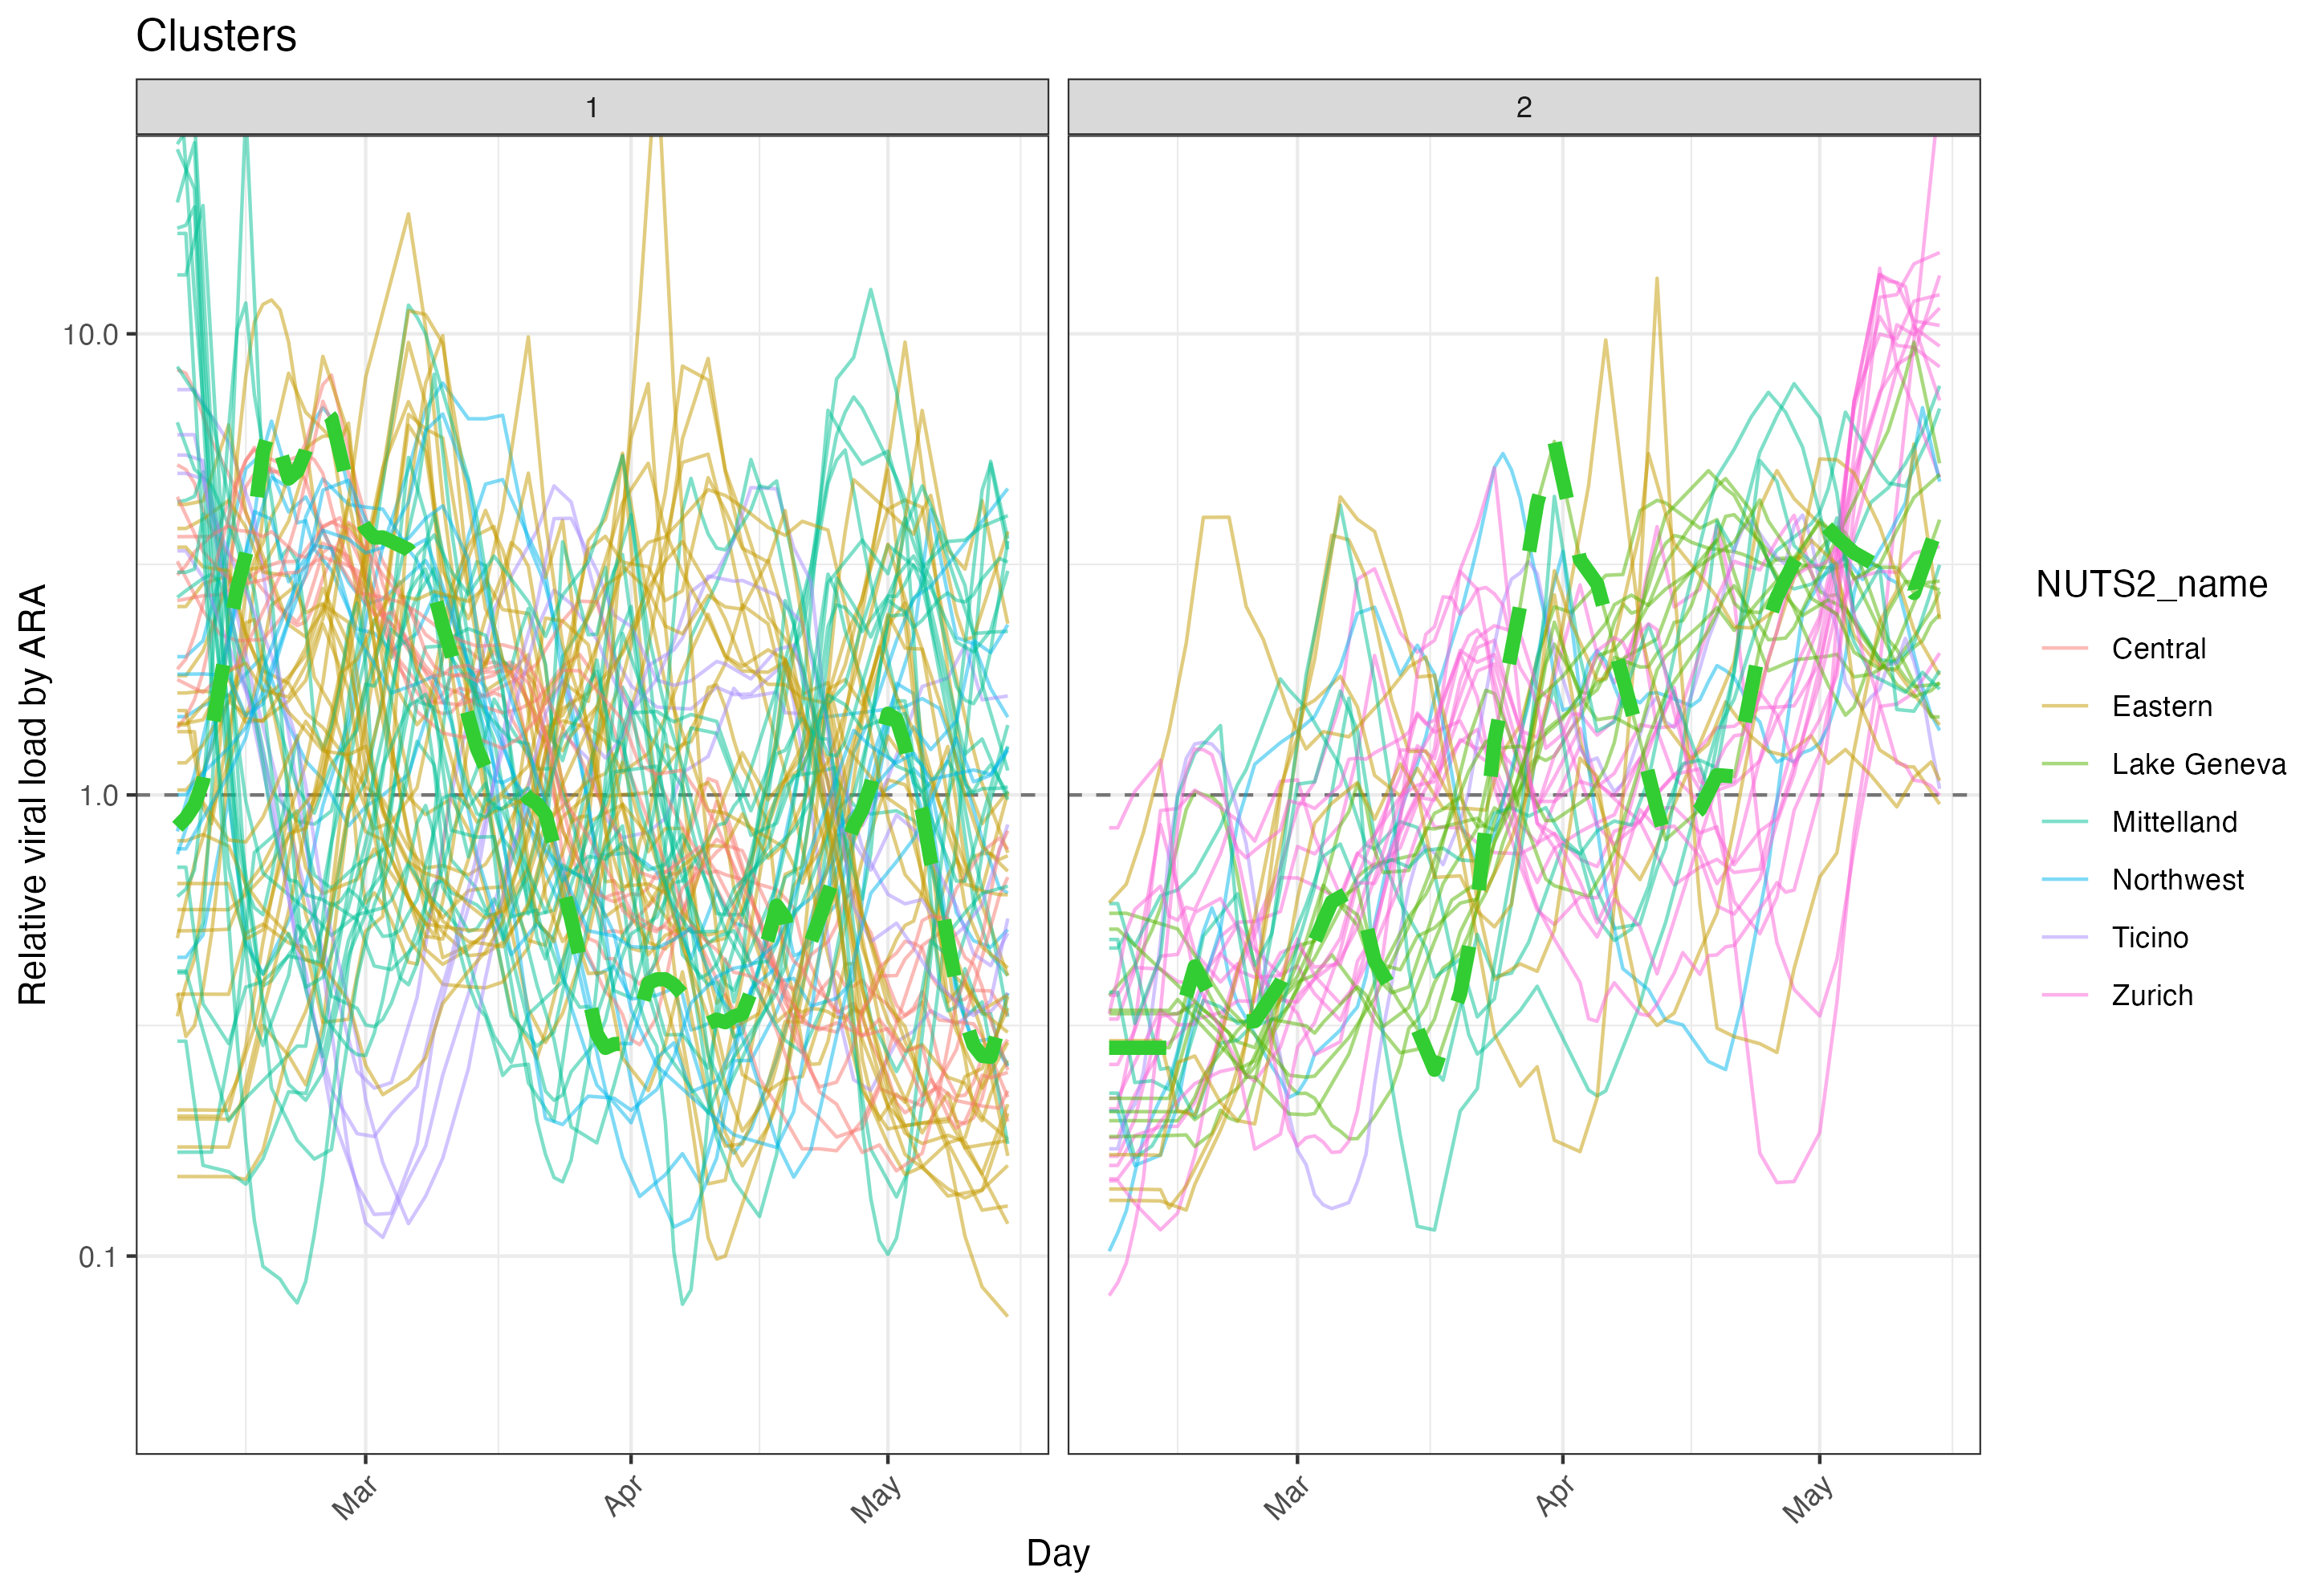 Clusters
1
2
10.0
1.0
0.1
Relative viral load by ARA
Mar
Apr
May
Mar
Apr
May
Day
NUTS2_name
Central
Eastern
Lake Geneva
Mittelland
Northwest
Ticino
Zurich